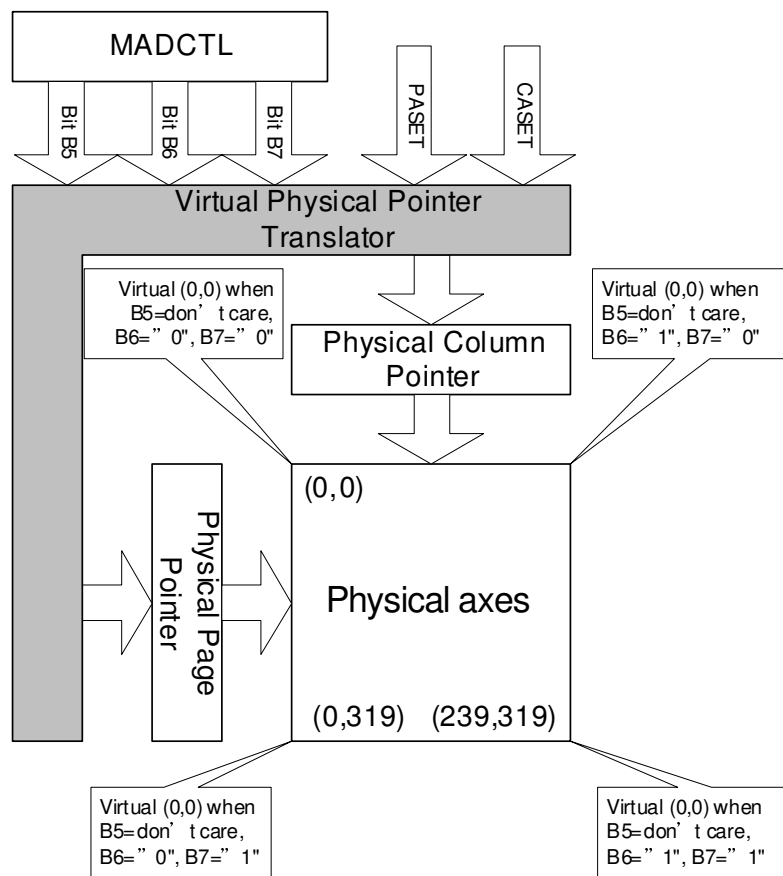 MADCTL
Bit B5
Bit B6
Bit B7
PASET
CASET
Virtual Physical Pointer
Translator
Virtual (0,0) when
B5=don’ t care,
B6=” 0", B7=” 0"
Virtual (0,0) when
B5=don’ t care,
B6=” 1", B7=” 0"
Physical Column
Pointer
(0,0)
Physical Page
Pointer
Physical axes
(0,319)
(239,319)
Virtual (0,0) when
B5=don’ t care,
B6=” 0", B7=” 1"
Virtual (0,0) when
B5=don’ t care,
B6=” 1", B7=” 1"